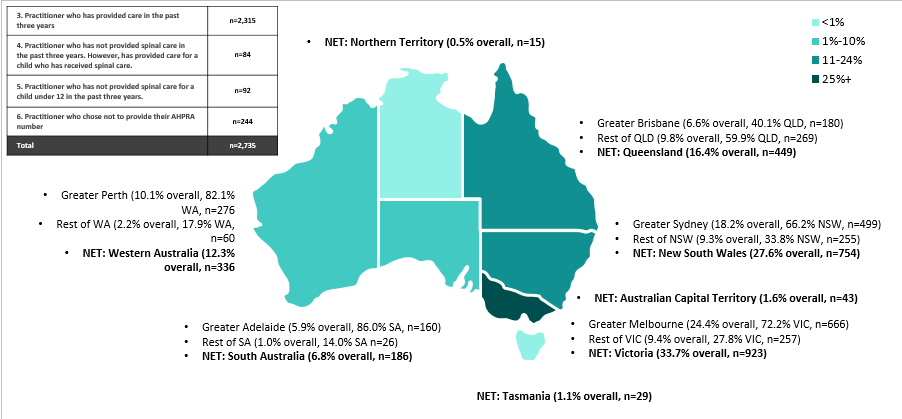 3. Practitioner who has provided care in the past
three years
n=2,315
4. Practitioner who has not provided spinal care in
the past three years. However, has provided care for a
child who has received spinal care.
n=84
5. Practitioner who has not provided spinal care for a
child under 12 in the past three years.
n=92
6. Practitioner who chose not to provide their AHPRA
number
n=244
Total
n=2,735
• NET: Northern Territory (0.5% overall, n=15)
<1%
1%-10%
11-24%
25%+
• Greater Brisbane (6.6% overall, 40.1% QLD, n=180)
• Rest of QLD (9.8% overall, 59.9% QLD, n=269)
• NET: Queensland (16.4% overall, n=449)
• Greater Perth (10.1% overall, 82.1%
WA, n=276
• Rest of WA (2.2% overall, 17.9% WA,
n=60
• NET: Western Australia (12.3%
overall, n=336
• Greater Sydney (18.2% overall, 66.2% NSW, n=499)
• Rest of NSW (9.3% overall, 33.8% NSW, n=255)
• NET: New South Wales (27.6% overall, n=754)
• NET: Australian Capital Territory (1.6% overall, n=43)
• Greater Melbourne (24.4% overall, 72.2% VIC, n=666)
• Rest of VIC (9.4% overall, 27.8% VIC, n=257)
• NET: Victoria (33.7% overall, n=923)
• Greater Adelaide (5.9% overall, 86.0% SA, n=160)
• Rest of SA (1.0% overall, 14.0% SA n=26)
• NET: South Australia (6.8% overall, n=186)
NET: Tasmania (1.1% overall, n=29)